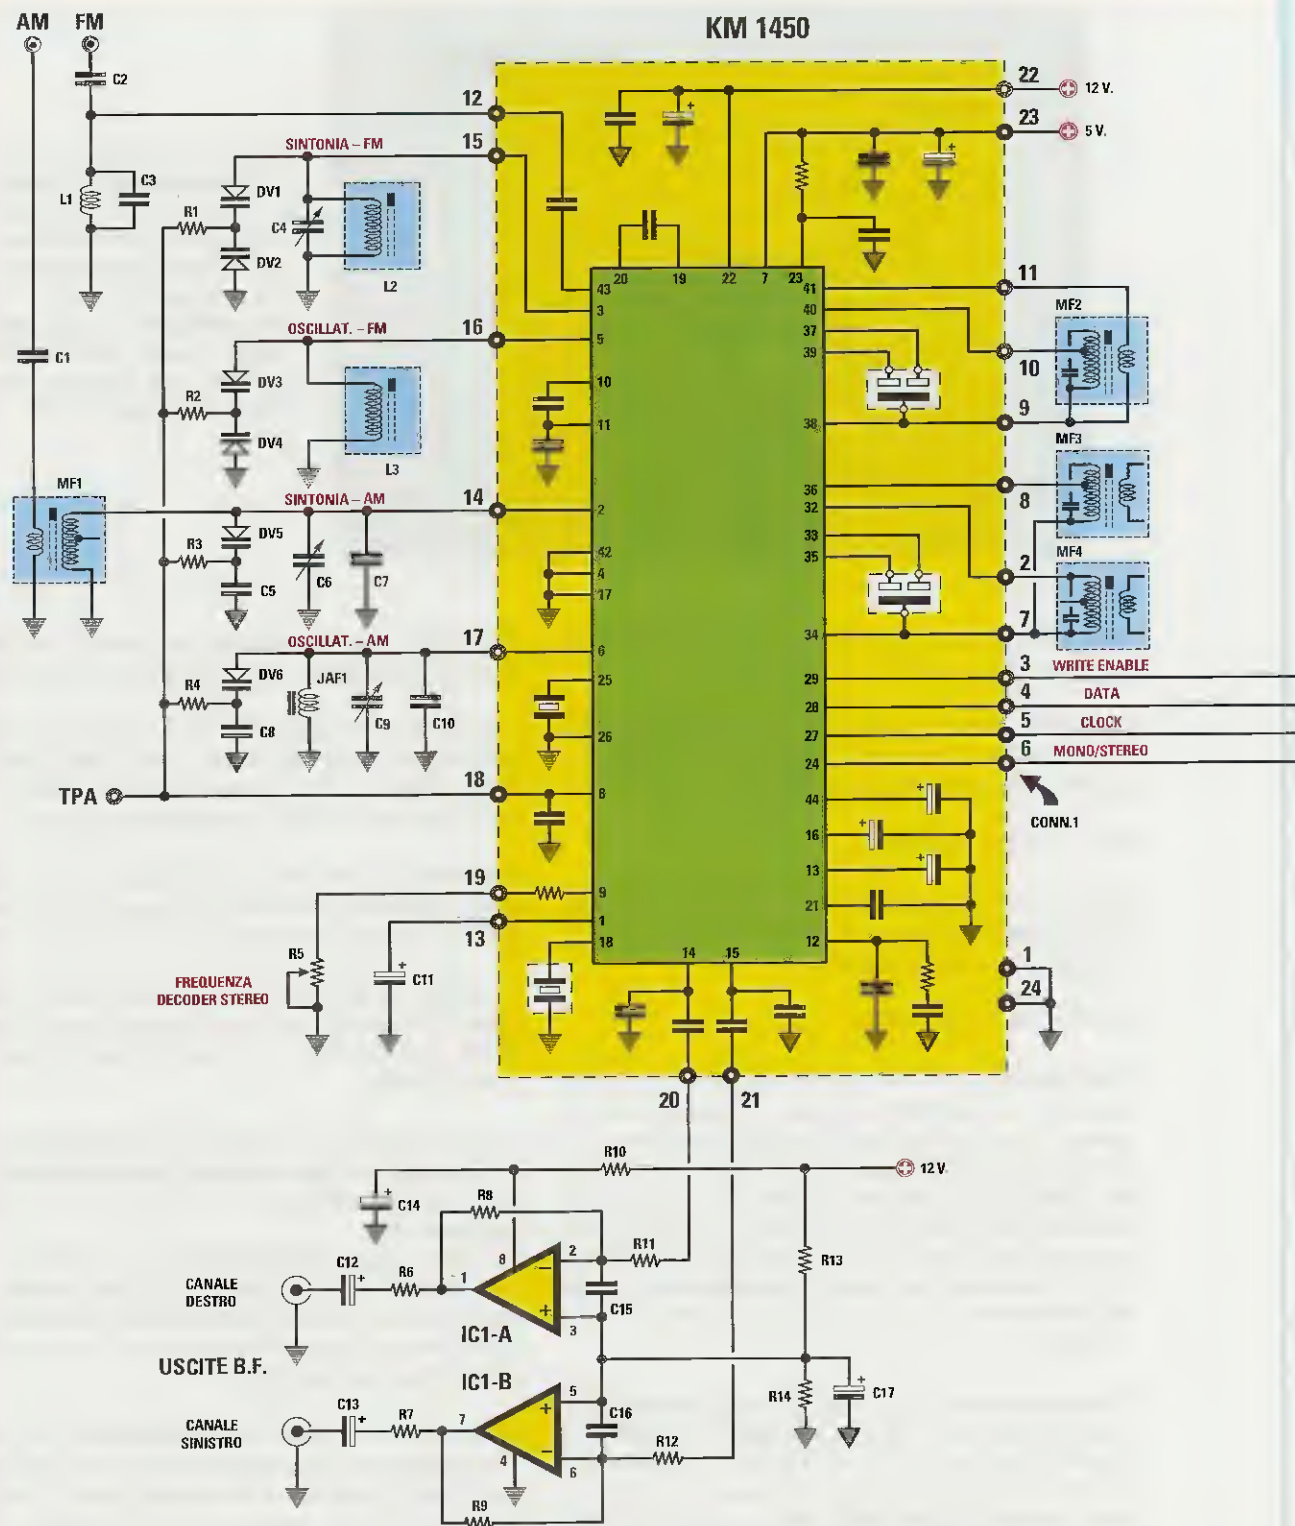 AM FM
KM 1450
C2
12
22
12 V.
23
5 V.
15
SINTONIA – FM
C3
L1
DV1
R1
C4
DV2
L2
20 19 22 7 23
43
3
41
40
37
39
11
MF2
10
9
OSCILLAT. – FM
16
5
C1
DV3
R2
DV4
L3
10
11
38
MF3
MF1
SINTONIA – AM
14
2
36
32
33
35
8
DV5
R3
C5
C6
C7
42
4
17
2
MF4
7
34
OSCILLAT. – AM
17
6
DV6
JAF1
R4
C8
C9
C10
25
26
29
28
27
24
3 WRITE ENABLE
4 DATA
5 CLOCK
6 MONO/STEREO
CONN.1
TPA
18
8
44
16
13
21
12
19
9
13
1
18
R5
C11
FREQUENZA
DECODER STEREO
14 15
1
24
20 21
R10
12 V.
C14
R8
8
2
R11
R13
C12
R6
1
C15
CANALE
DESTRO
3
IC1-A
USCITE B.F.
IC1-B
5
R14
C17
C13
R7
7
C16
CANALE
SINISTRO
4
6
R12
R9